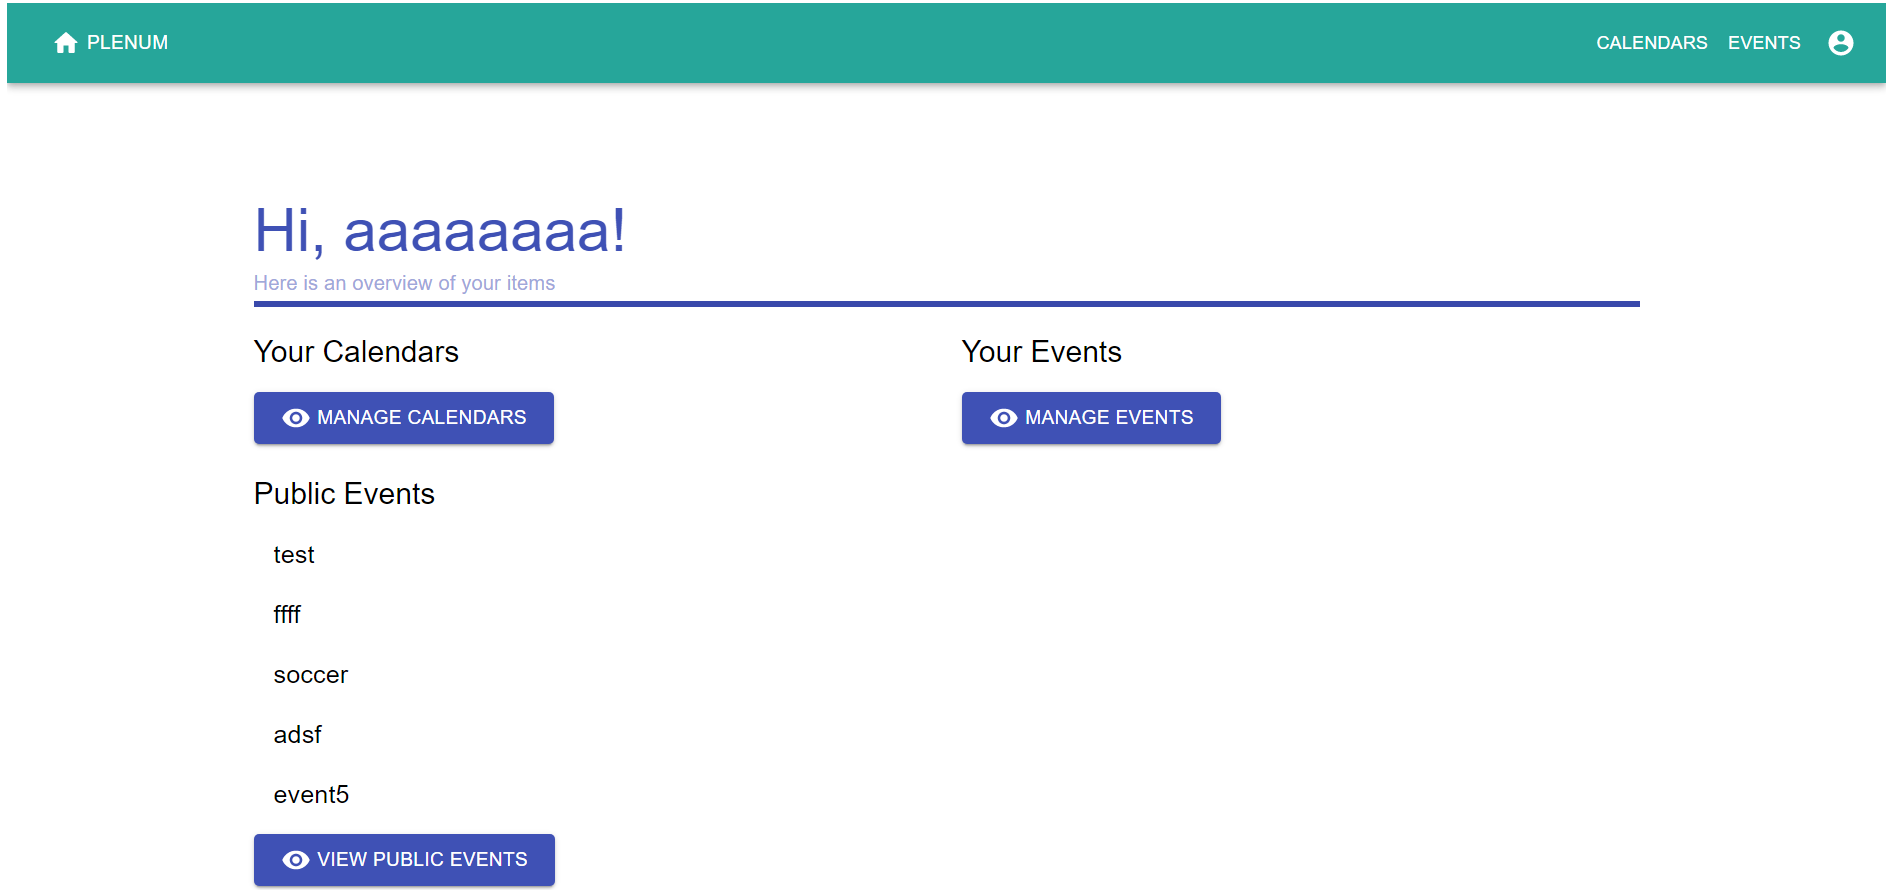 PLENUM
CALENDARS EVENTS
Hi, aaaaaaaa!
Here is an overview of your items
Your Calendars
MANAGE CALENDARS
Your Events
MANAGE EVENTS
Public Events
test
ffff
soccer
adsf
event5
VIEW PUBLIC EVENTS